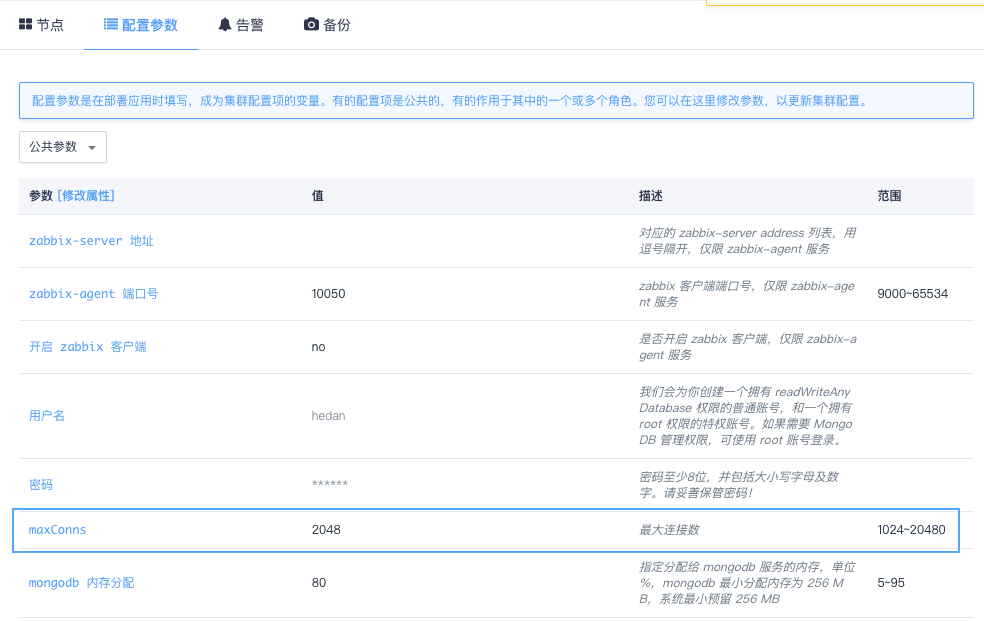 节点 配置参数 告警 备份
配置参数是在部署应用时填写，成为集群配置项的变量。有的配置项是公共的，有的作用于其中的一个或多个角色。您可以在这里修改参数，以更新集群配置。
公共参数
参数 [修改属性] 值 描述 范围
zabbix-server 地址 对应的 zabbix-server address 列表，用
逗号隔开，仅限 zabbix-agent 服务
zabbix-agent 端口号 10050 zabbix 客户端端口号，仅限 zabbix-age
nt 服务 9000~65534
开启 zabbix 客户端 no 是否开启 zabbix 客户端，仅限 zabbix-a
gent 服务
用户名 hedan 我们会为你创建一个拥有 readWriteAny
Database 权限的普通账号，和一个拥有
root 权限的特权账号。如果需要 Mongo
DB 管理权限，可使用 root 账号登录。
密码 ****** 密码至少8位，并包括大小写字母及数
字。请妥善保管密码！
maxConns 2048 最大连接数 1024~20480
mongodb 内存分配 80 指定分配给 mongodb 服务的内存，单位
%，mongodb 最小分配内存为 256 M
B，系统最小预留 256 MB 5~95